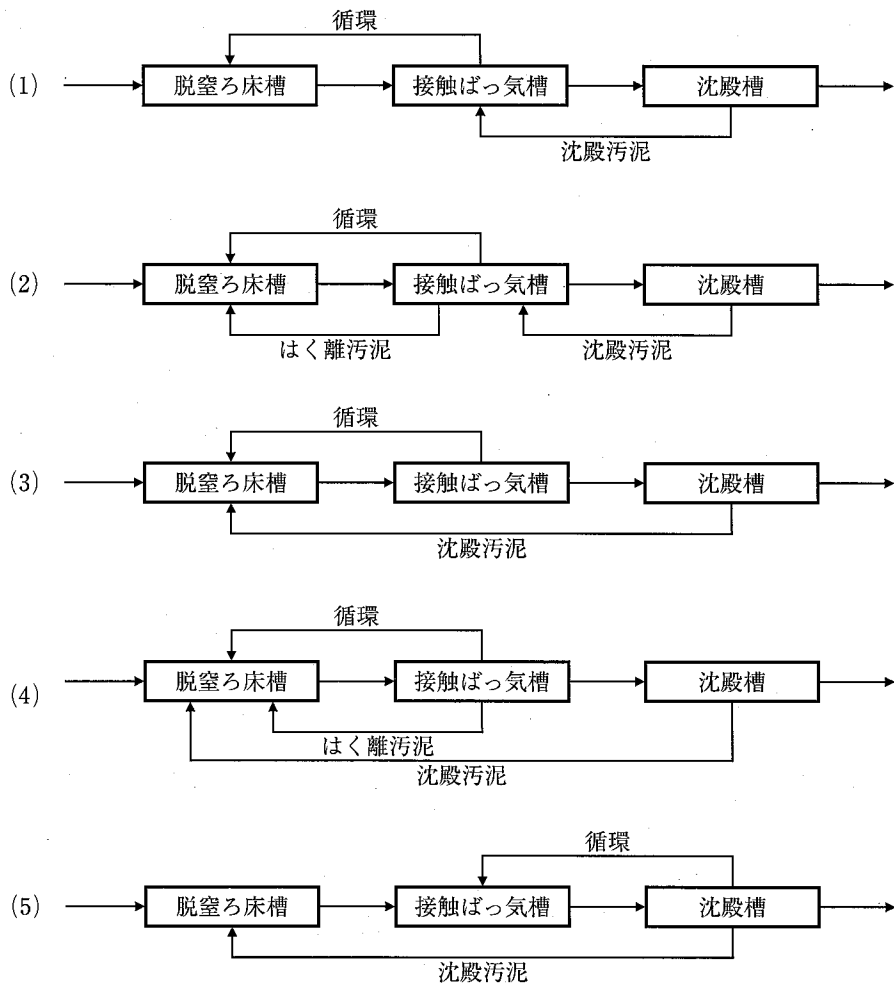 循環
(1) 脱窒ろ床槽 接触ばっ気槽 沈殿槽
沈殿汚泥
循環
(2) 脱窒ろ床槽 接触ばっ気槽 沈殿槽
はく離汚泥 沈殿汚泥
循環
(3) 脱窒ろ床槽 接触ばっ気槽 沈殿槽
沈殿汚泥
循環
(4) 脱窒ろ床槽 接触ばっ気槽 沈殿槽
はく離汚泥
沈殿汚泥
循環
(5) 脱窒ろ床槽 接触ばっ気槽 沈殿槽
沈殿汚泥